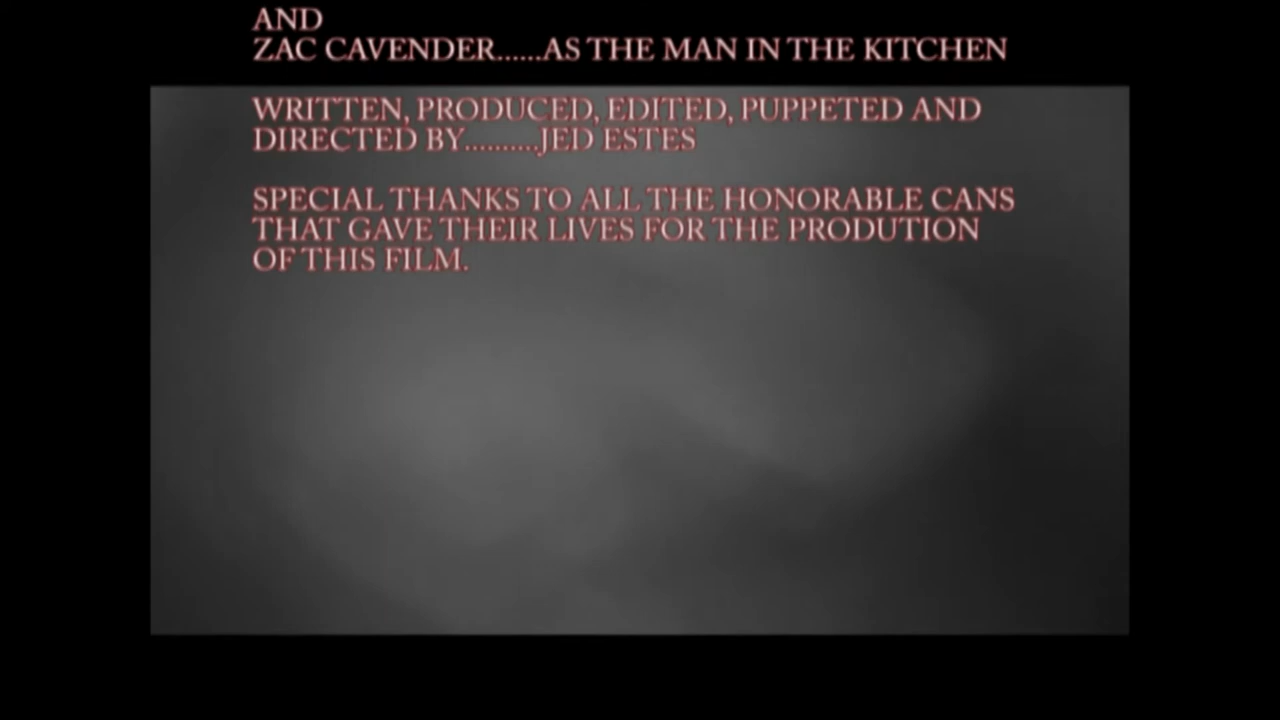 AND
ZAC CAVENDER......AS THE MAN IN THE KITCHEN
WRITTEN, PRODUCED, EDITED, PUPPETED AND
DIRECTED BY..........JED ESTES
SPECIAL THANKS TO ALL THE HONORABLE CANS
THAT GAVE THEIR LIVES FOR THE PRODUTION
OF THIS FILM.